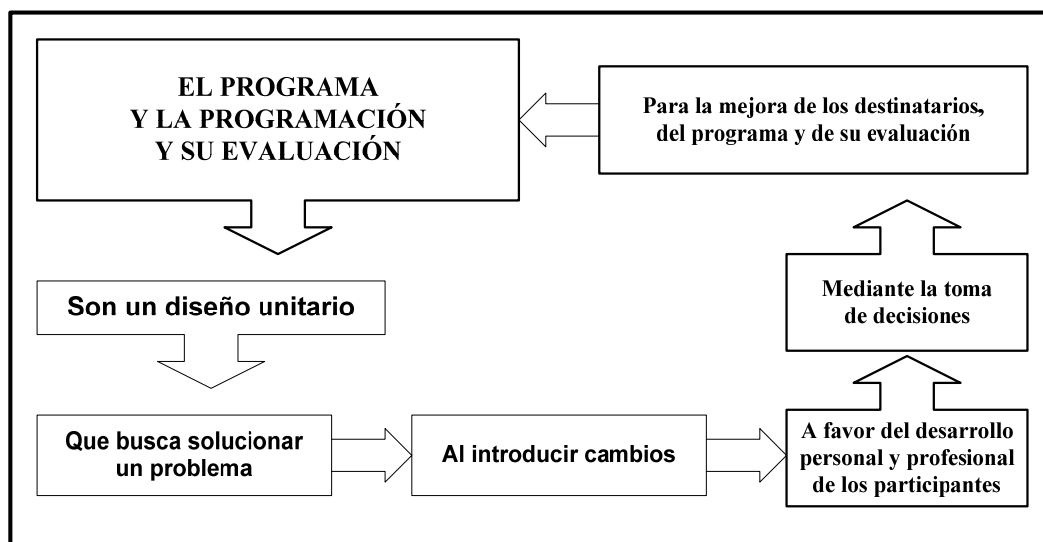 EL PROGRAMA
Y LA PROGRAMACIÓN
Y SU EVALUACIÓN
Son un diseño unitario
Que busca solucionar
un problema
Al introducir cambios
A favor del desarrollo
personal y profesional
de los participantes
Mediante la toma
de decisiones
Para la mejora de los destinatarios,
del programa y de su evaluación